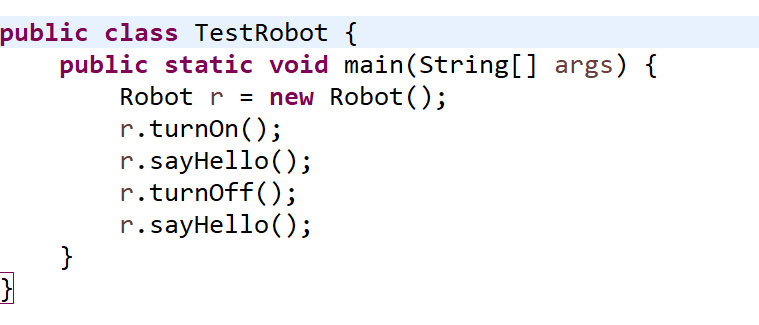 public class TestRobot {
public static void main(String[] args) {
Robot r = new Robot();
r.turnOn();
r.sayHello();
r.turnOff();
r.sayHello();
}
}